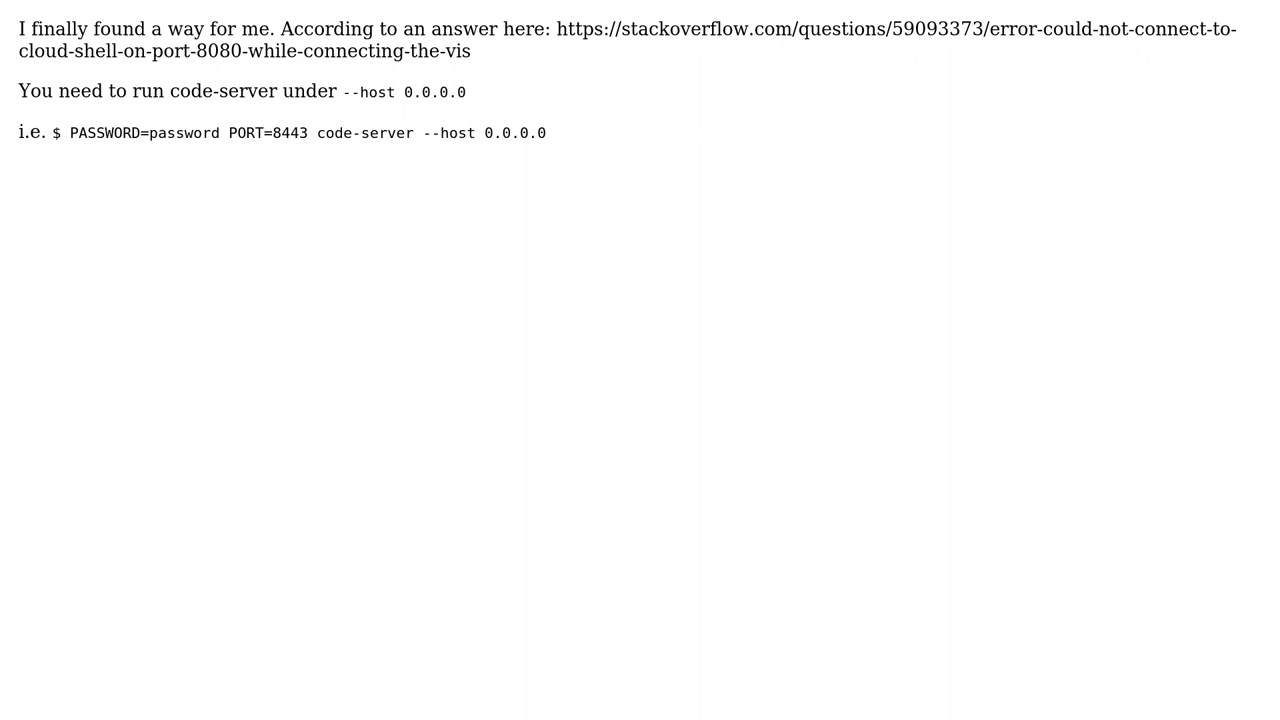 I finally found a way for me. According to an answer here: https://stackoverflow.com/questions/59093373/error-could-not-connect-to-
cloud-shell-on-port-8080-while-connecting-the-vis
You need to run code-server under --host 0.0.0.0
i.e. $ PASSWORD=password PORT=8443 code-server --host 0.0.0.0